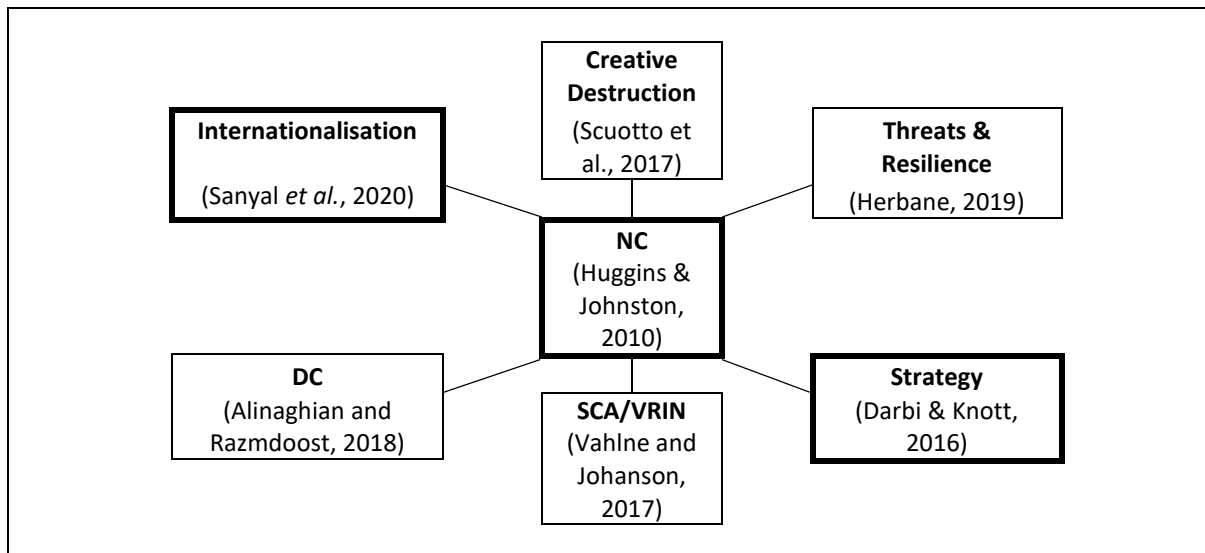 Creative
Destruction
(Scuotto et
al., 2017)
Internationalisation
(Sanyal et al., 2020)
Threats &
Resilience
(Herbane, 2019)
NC
(Huggins &
Johnston,
2010)
DC
(Alinaghian and
Razmdoost, 2018)
SCA/VRIN
(Vahlne and
Johanson,
2017)
Strategy
(Darbi & Knott,
2016)